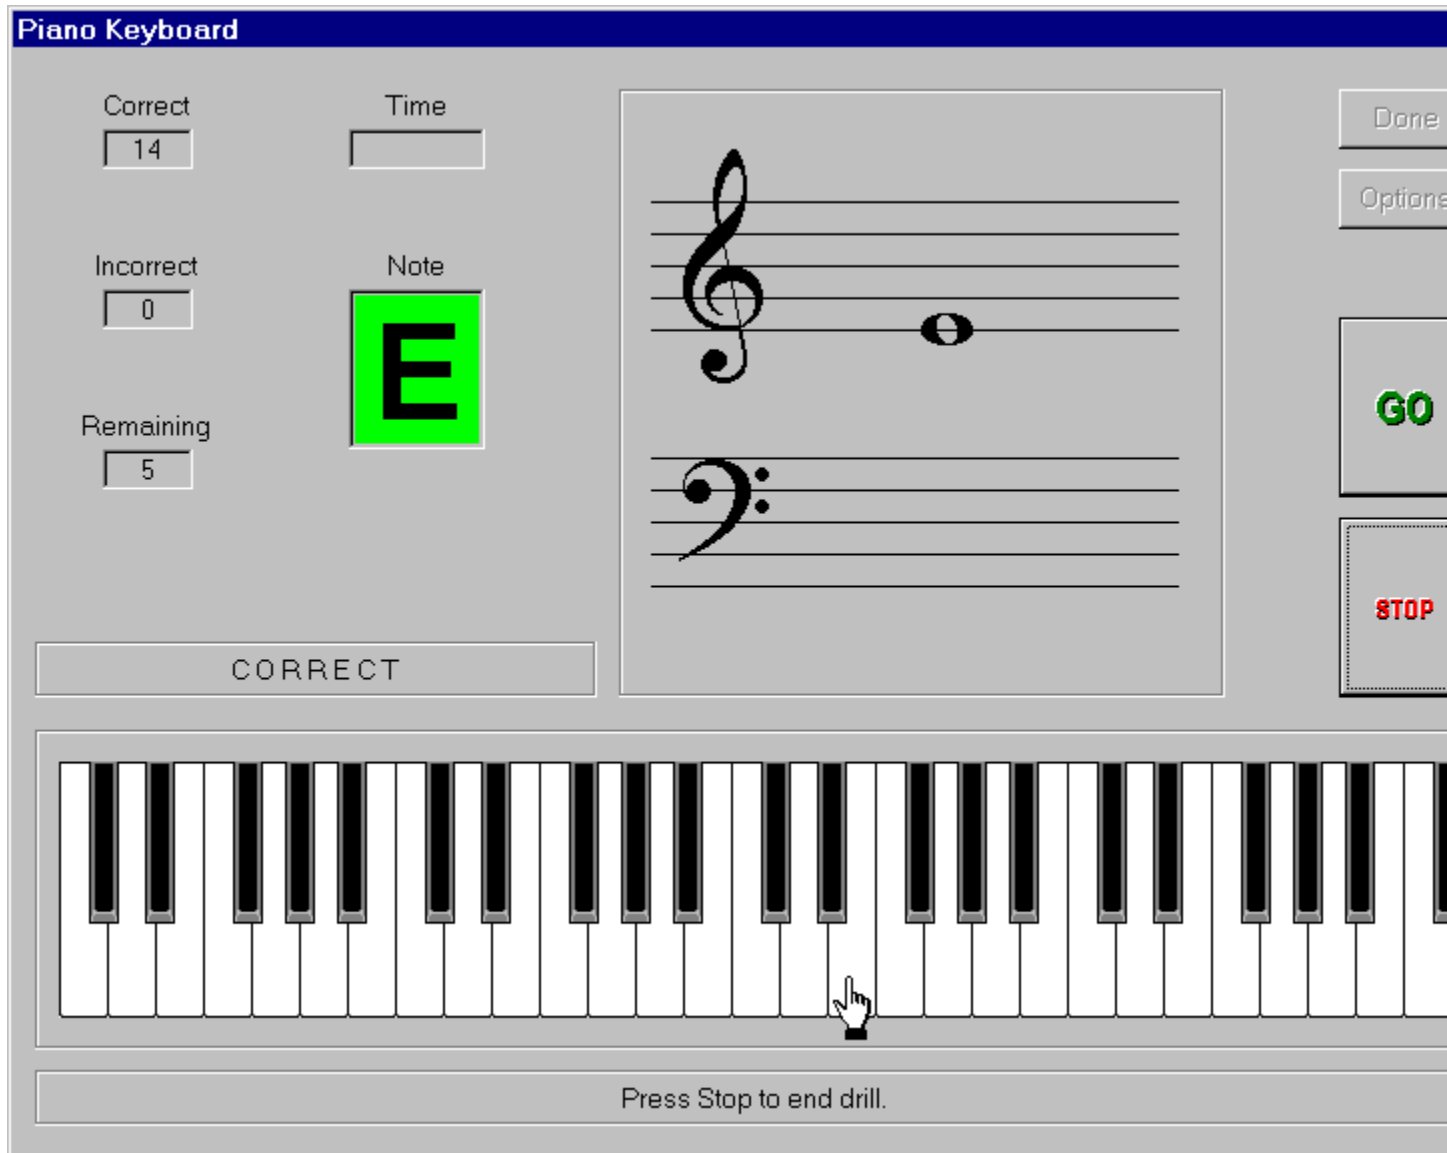 Piano Keyboard
Correct
14
Time
Incorrect
0
Note
E
Remaining
5
CORRECT
Done
Options
GO
STOP
Press Stop to end drill.